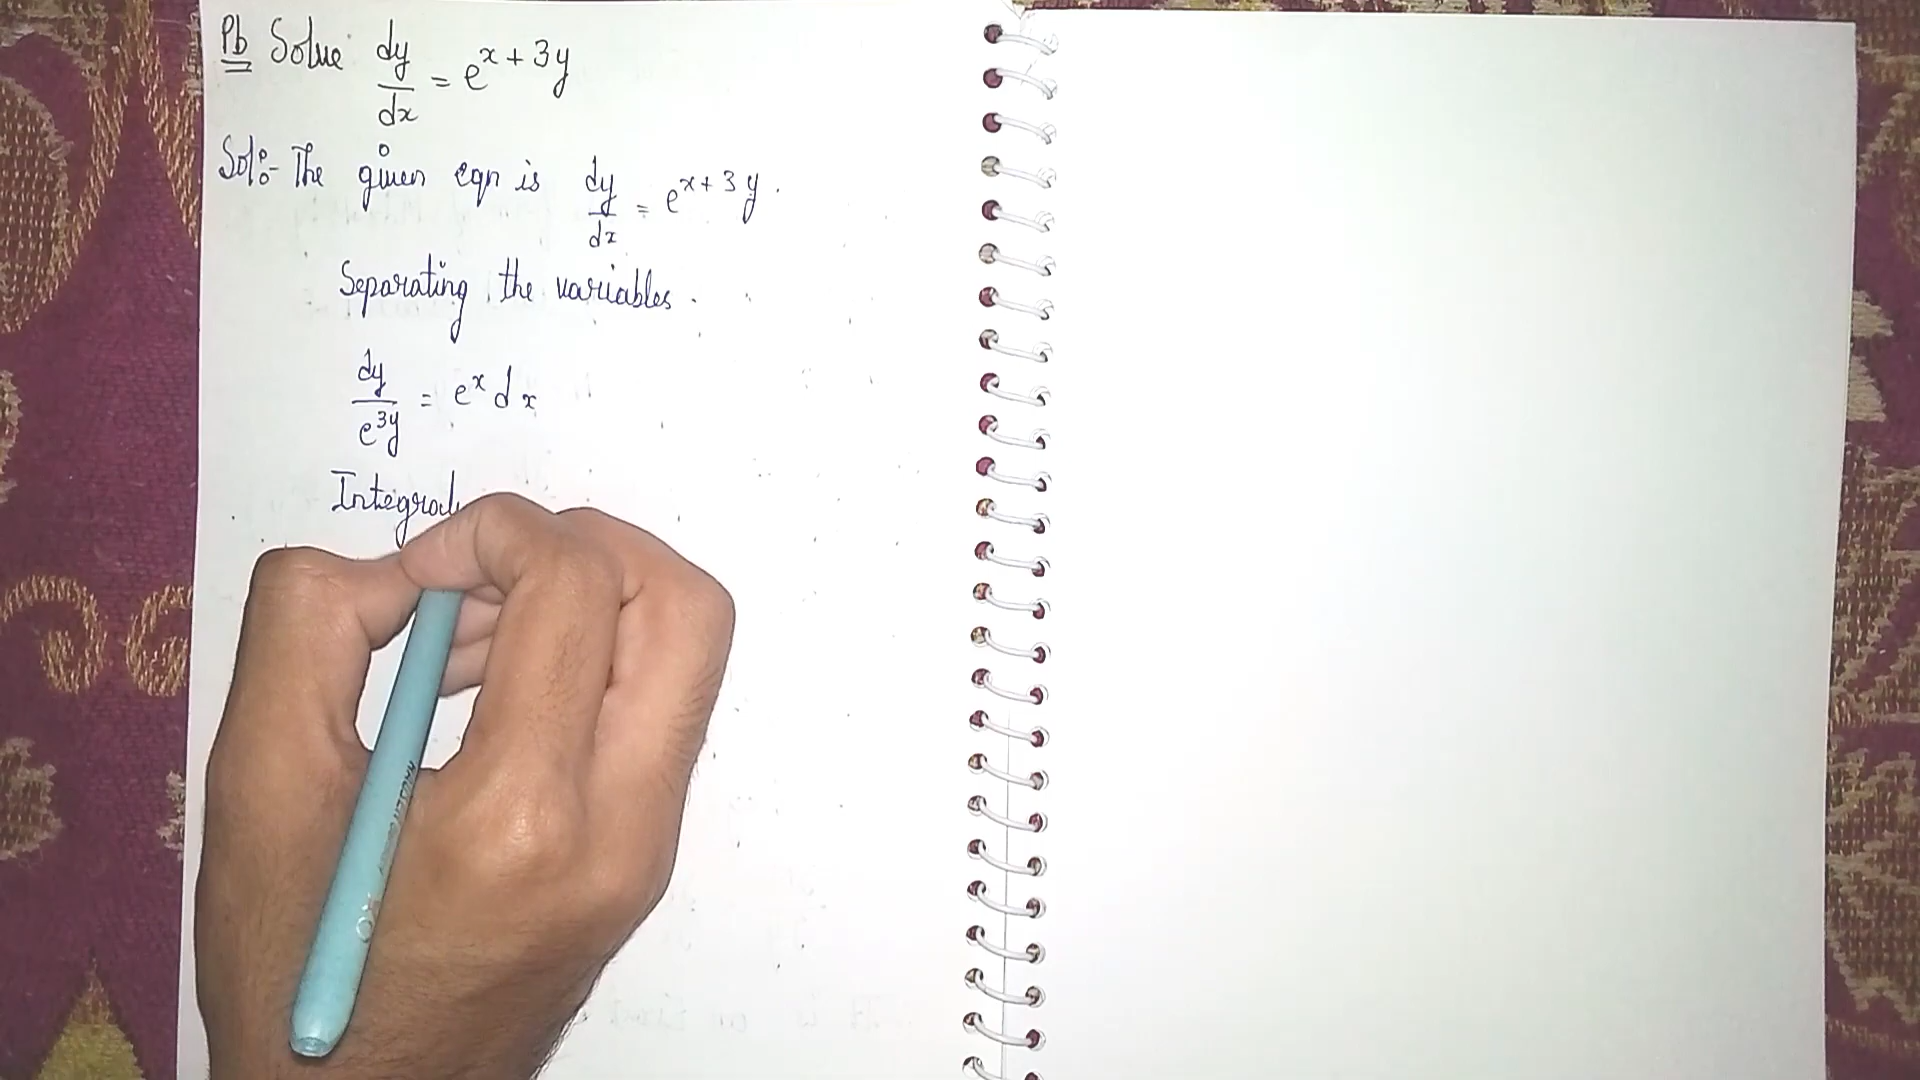 Pb Solve dy/dx = e^{x+3y}
Sol:- The given eqn is dy/dx = e^{x+3y}.
Separating the variables.
dy/e^{3y} = e^x dx